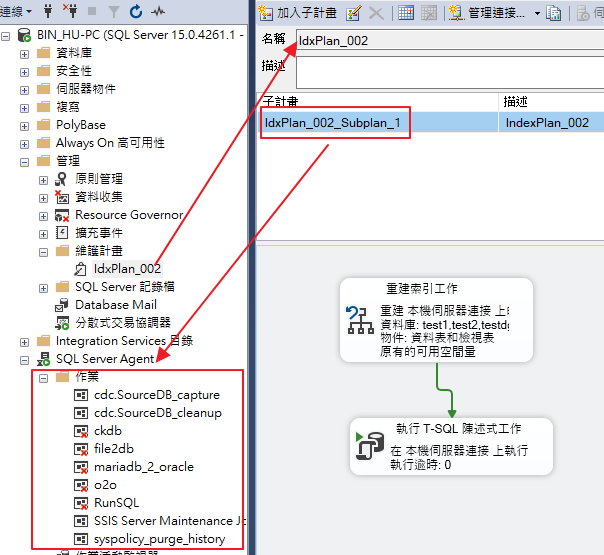 連線
BIN_HU-PC (SQL Server 15.0.4261.1 -
資料庫
安全性
伺服器物件
複寫
PolyBase
Always On 高可用性
管理
原則管理
資料收集
Resource Governor
擴充事件
維護計畫
IdxPlan_002
SQL Server 記錄檔
Database Mail
分散式交易協調器
Integration Services 目錄
SQL Server Agent
作業
cdc.SourceDB_capture
cdc.SourceDB_cleanup
ckdb
file2db
mariadb_2_oracle
o2o
RunSQL
SSIS Server Maintenance Jo
syspolicy_purge_history
作業活動監視器
加入子計畫
管理連接...
伺
名稱
IdxPlan_002
描述
子計畫
描述
IdxPlan_002_Subplan_1
IndexPlan_002
重建索引工作
重建 本機伺服器連接 上的
資料庫: test1,test2,testdg
物件: 資料表和檢視表
原有的可用空間量
執行 T-SQL 陳述式工作
在 本機伺服器連接 上執行
執行逾時: 0